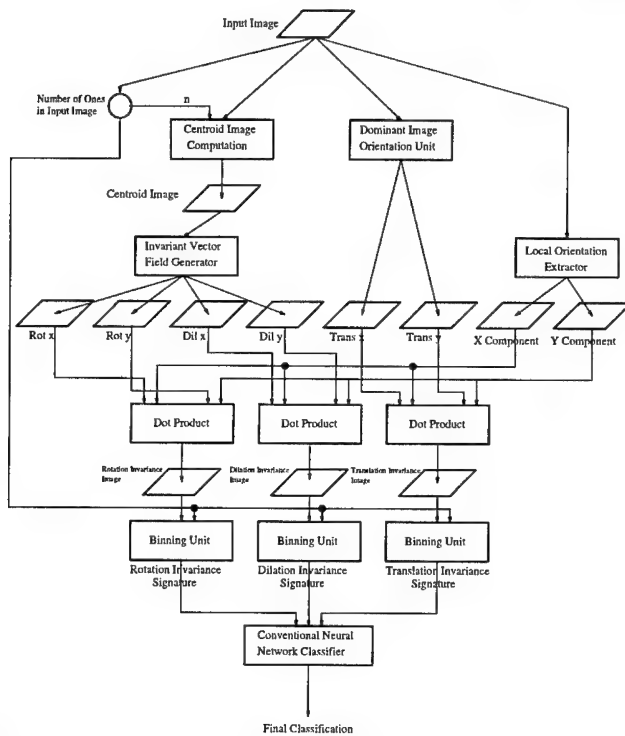 Input Image
Number of Ones
in Input Image
n
Centroid Image
Computation
Dominant Image
Orientation Unit
Centroid Image
Invariant Vector
Field Generator
Local Orientation
Extractor
Rot x
Rot y
Dil x
Dil y
Trans x
Trans y
X Component
Y Component
Dot Product
Dot Product
Dot Product
Rotation Invariance
Image
Dilation Invariance
Image
Translation Invariance
Image
Binning Unit
Binning Unit
Binning Unit
Rotation Invariance
Signature
Dilation Invariance
Signature
Translation Invariance
Signature
Conventional Neural
Network Classifier
Final Classification